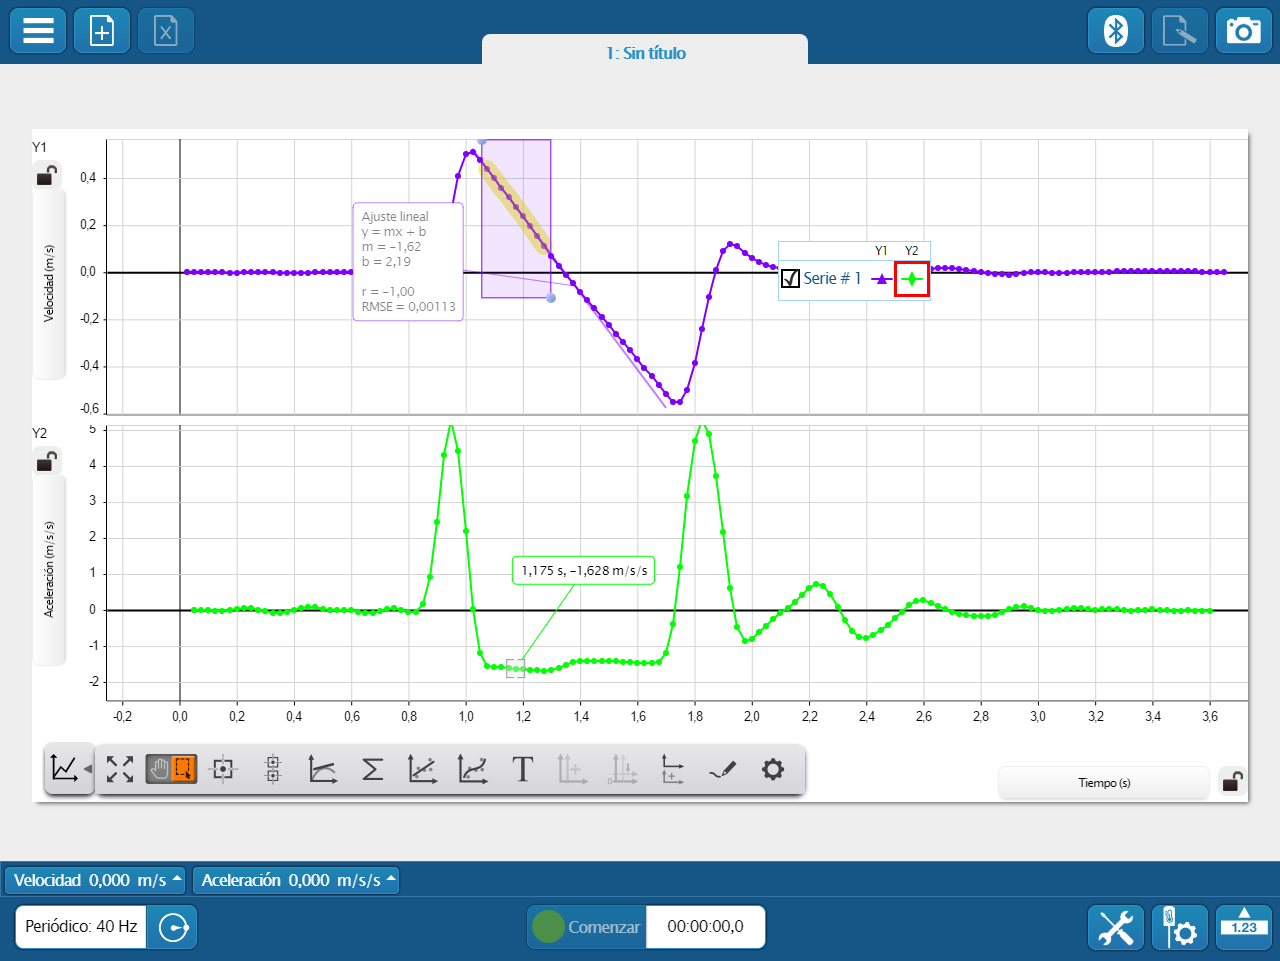 1: Sin título
Y1
0,4
0,2
0,0
-0,2
-0,4
-0,6
Velocidad (m/s)
Ajuste lineal
y = mx + b
m = −1,62
b = 2,19
r = −1,00
RMSE = 0,00113
Y1 Y2
Serie # 1
Y2
5
4
3
2
1
0
-1
-2
Aceleración (m/s/s)
1,175 s, −1,628 m/s/s
-0,2 0,0 0,2 0,4 0,6 0,8 1,0 1,2 1,4 1,6 1,8 2,0 2,2 2,4 2,6 2,8 3,0 3,2 3,4 3,6
T
Tiempo (s)
Velocidad 0,000 m/s
Aceleración 0,000 m/s/s
Periódico: 40 Hz
Comenzar
00:00:00,0
1.23